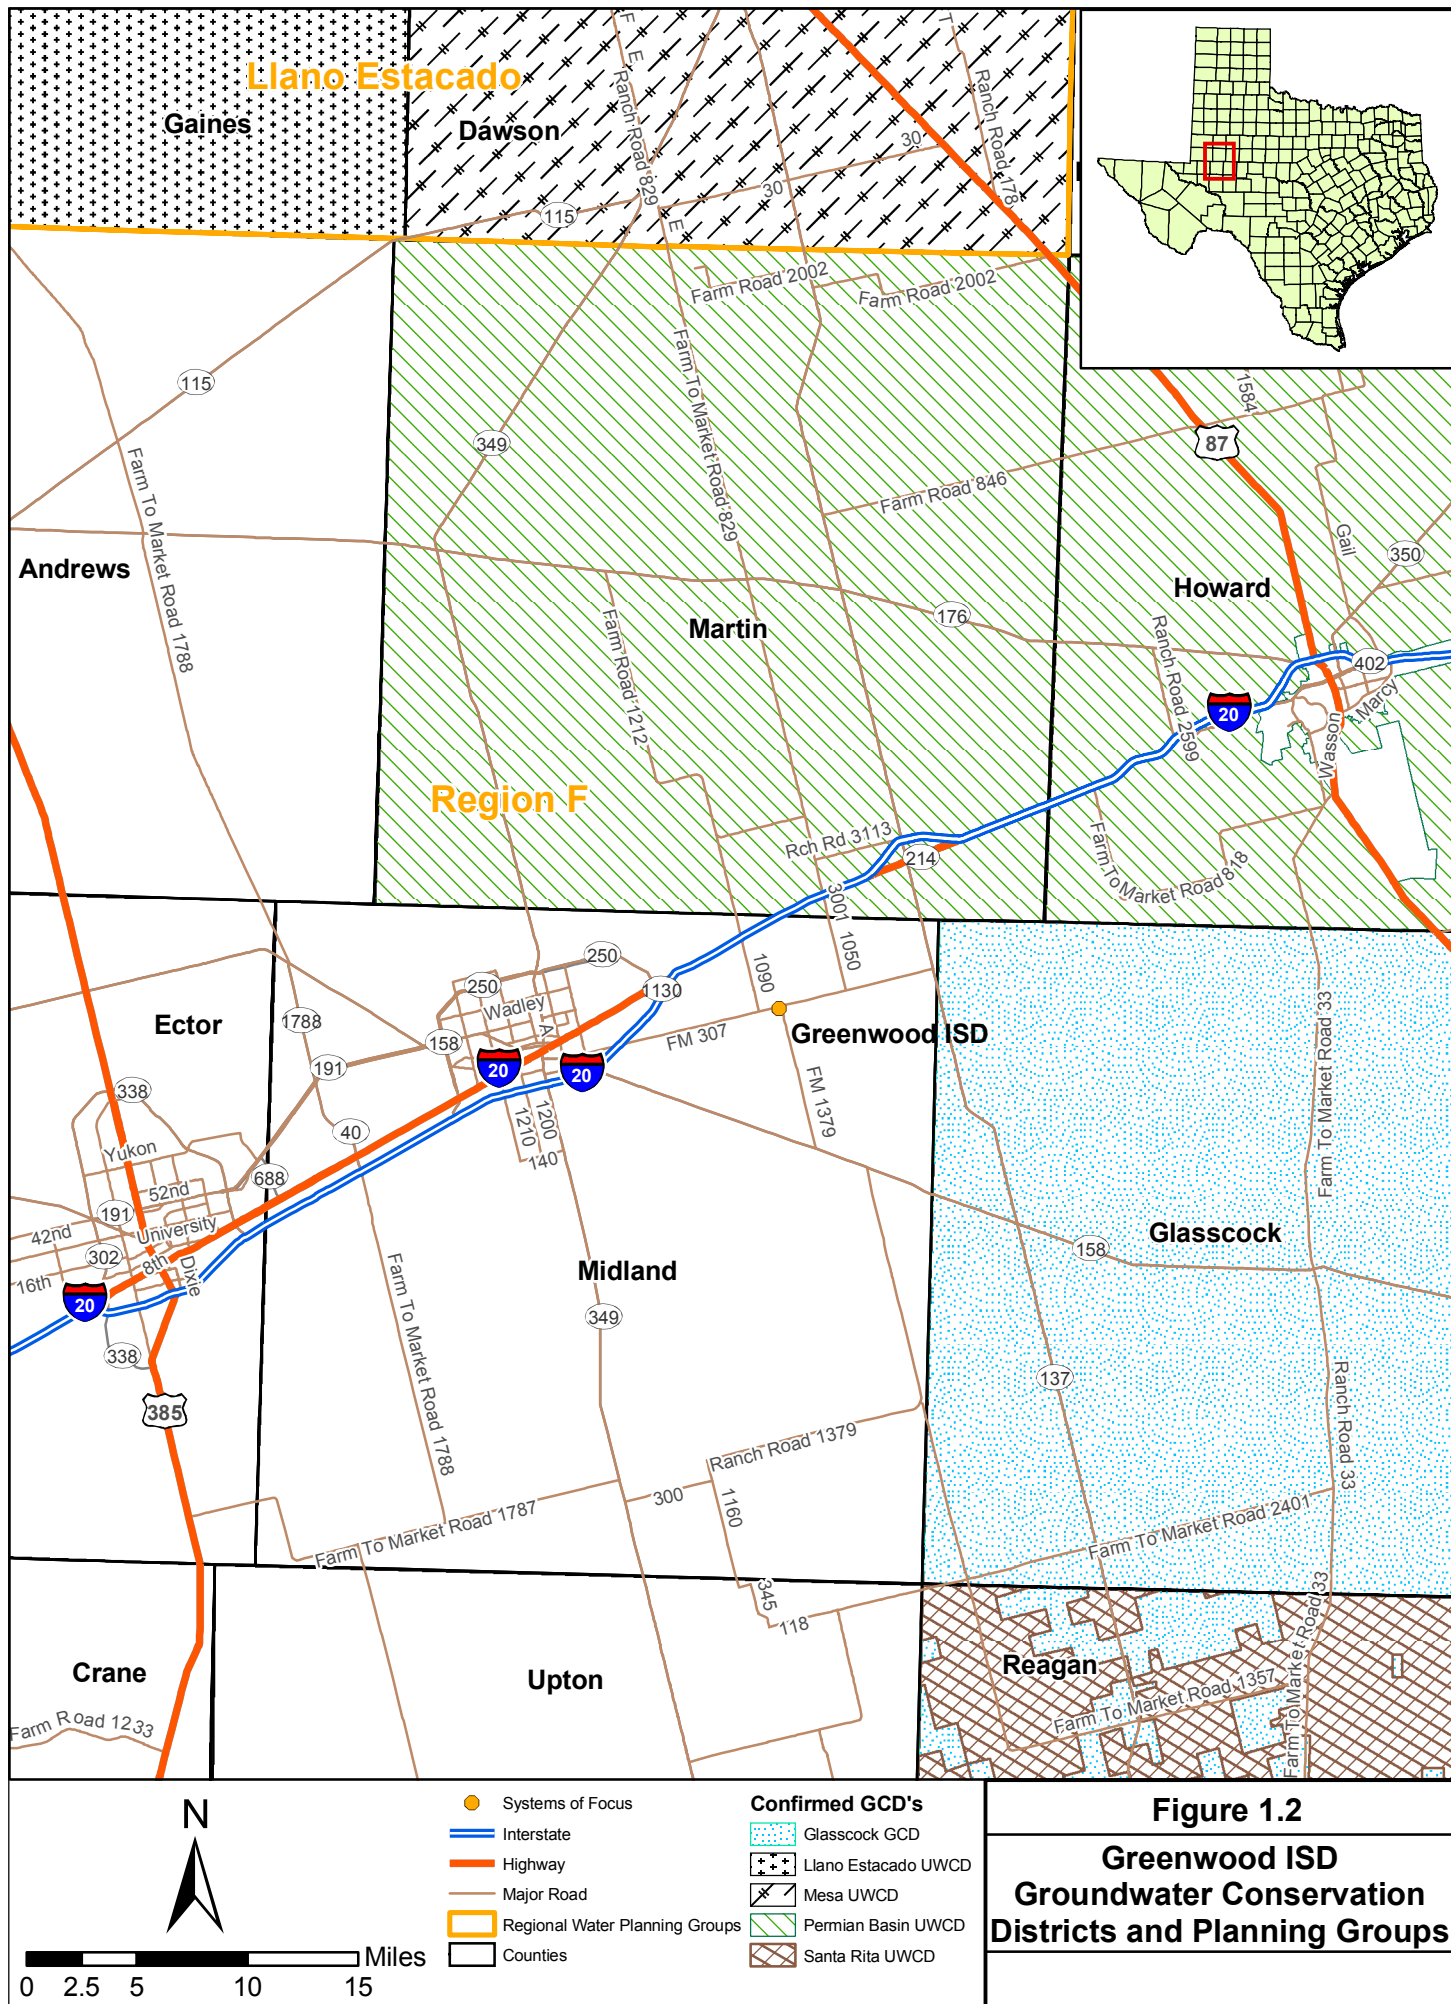 Llano Estacado
Gaines
Dawson
F
E
Ranch Road 829
E
T
Ranch Road 178
30
30
115
Farm Road 2002
Farm Road 2002
115
349
Farm To Market Road 829
Farm To Market Road 1788
Farm Road 846
1584
87
Gail
350
Andrews
Howard
Martin
176
Farm Road 1212
Ranch Road 2599
402
Marcy
Wasson
20
Region F
Rch Rd 3113
214
Farm To Market Road 818
3001
1050
1090
250
250
1130
Wadley
A
Ector
1788
158
191
20
20
FM 307
Greenwood ISD
FM 1379
Farm To Market Road 33
338
Yukon
40
1210
1200
140
688
52nd
191
42nd
University
302
8th
16th
Dixie
20
338
385
Glasscock
158
Midland
349
Farm To Market Road 1788
137
Ranch Road 33
Ranch Road 1379
300
1160
Farm To Market Road 1787
Farm To Market Road 2401
345
118
Farm To Market Road 33
Crane
Upton
Reagan
Farm To Market Road 1357
Farm To Market Road 33
Farm Road 1233
N
Miles
0 2.5 5 10 15
Systems of Focus
Interstate
Highway
Major Road
Regional Water Planning Groups
Counties
Confirmed GCD's
Glasscock GCD
Llano Estacado UWCD
Mesa UWCD
Permian Basin UWCD
Santa Rita UWCD
Figure 1.2
Greenwood ISD
Groundwater Conservation
Districts and Planning Groups